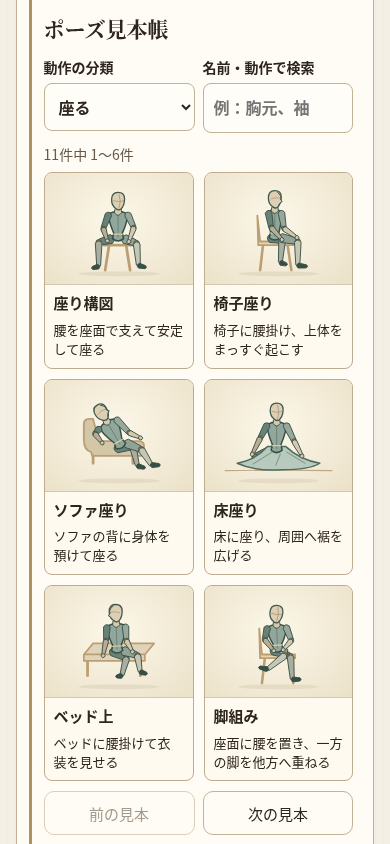 ポーズ見本帳
動作の分類
名前・動作で検索
座る
例：胸元、袖
11件中 1〜6件
座り構図
腰を座面で支えて安定
して座る
椅子座り
椅子に腰掛け、上体を
まっすぐ起こす
ソファ座り
ソファの背に身体を
預けて座る
床座り
床に座り、周囲へ裾を
広げる
ベッド上
ベッドに腰掛けて衣
装を見せる
脚組み
座面に腰を置き、一方
の脚を他方へ重ねる
前の見本
次の見本